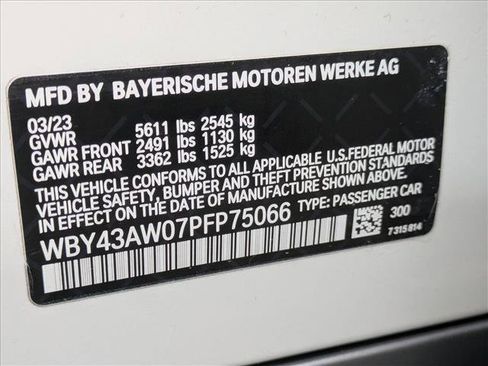 MFD BY BAYERISCHE MOTOREN WERKE AG
03/23
GVWR 5611 lbs 2545 kg
GAWR FRONT 2491 lbs 1130 kg
GAWR REAR 3362 lbs 1525 kg
THIS VEHICLE CONFORMS TO ALL APPLICABLE U.S.FEDERAL MOTOR
VEHICLE SAFETY, BUMPER AND THEFT PREVENTION STANDARDS
IN EFFECT ON THE DATE OF MANUFACTURE SHOWN ABOVE.
WBY43AW07PFP75066 TYPE: PASSENGER CAR
300
7315814